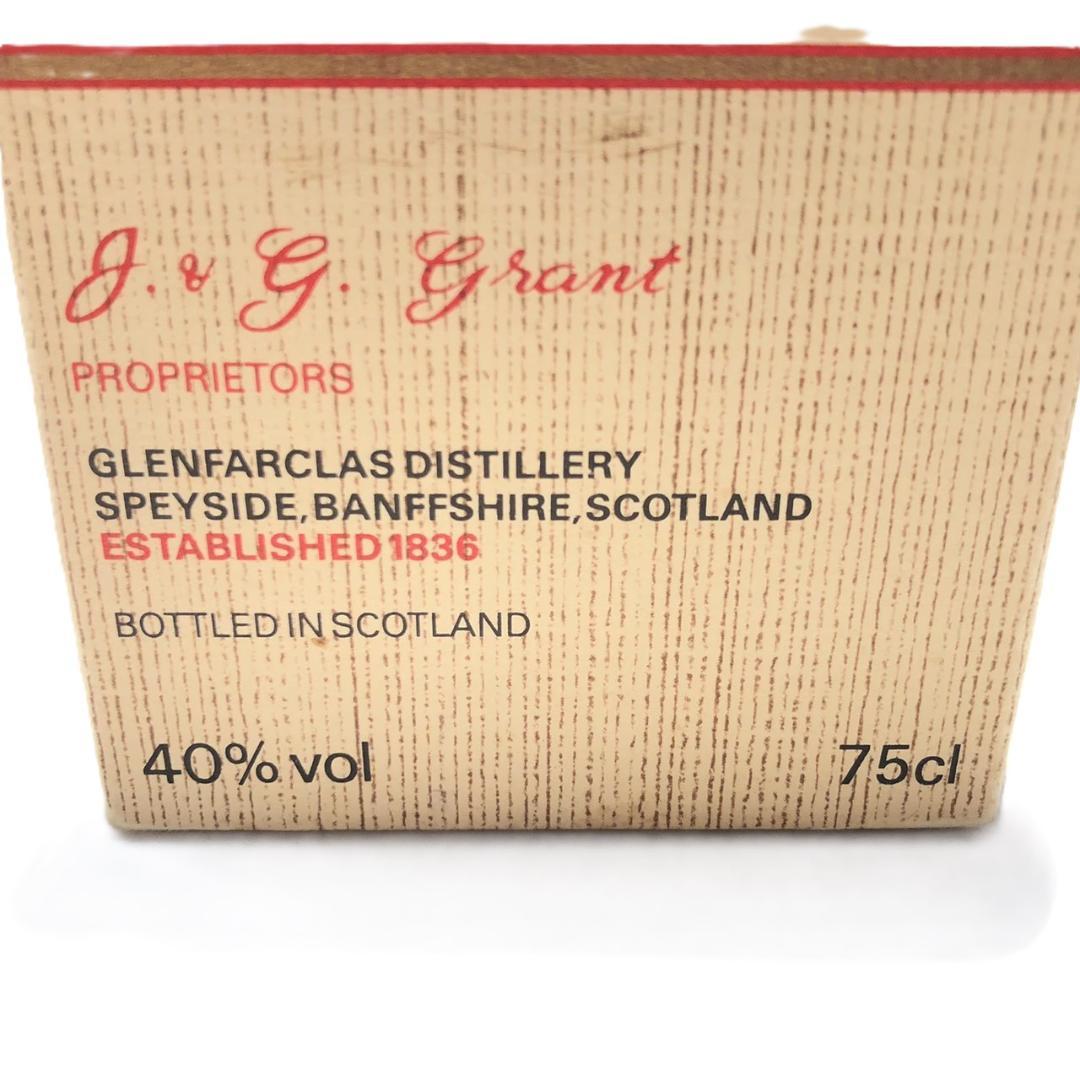 J. & G. Grant
PROPRIETORS
GLENFARCLAS DISTILLERY
SPEYSIDE, BANFFSHIRE, SCOTLAND
ESTABLISHED 1836
BOTTLED IN SCOTLAND
40% vol 75cl